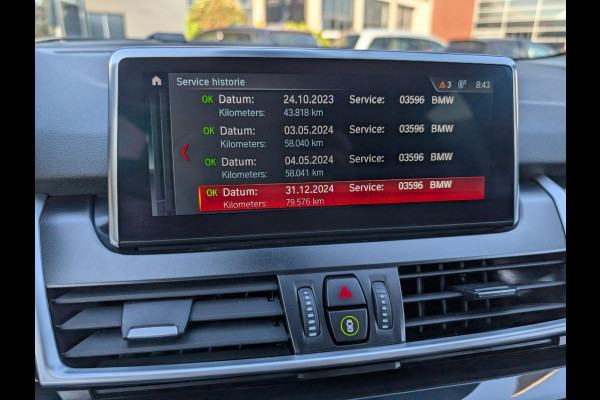 Service historie
3
8:43
OK Datum: 24.10.2023 Service: 03596 BMW
Kilometers: 43.818 km
OK Datum: 03.05.2024 Service: 03596 BMW
Kilometers: 58.040 km
OK Datum: 04.05.2024 Service: 03596 BMW
Kilometers: 58.041 km
OK Datum: 31.12.2024 Service: 03596 BMW
Kilometers: 79.576 km